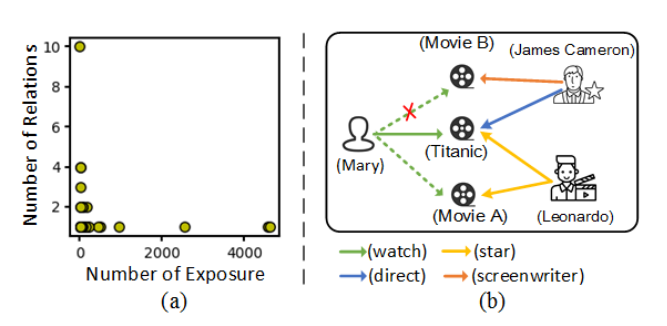 Number of Relations
10
8
6
4
2
0
2000
4000
Number of Exposure
(a)
(Movie B)
(James Cameron)
(Mary)
(Titanic)
(Movie A)
(Leonardo)
(watch)
(star)
(direct)
(screenwriter)
(b)